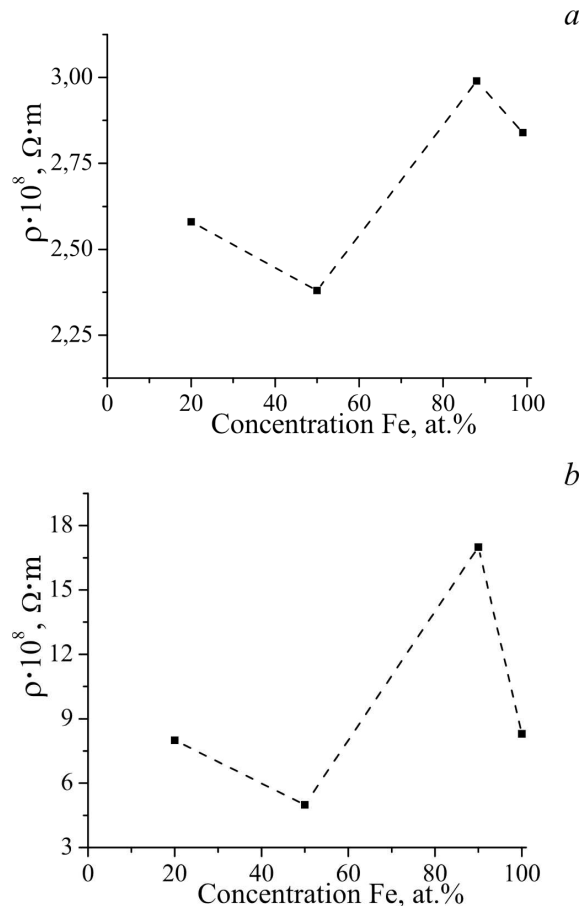 a
3,00
2,75
2,50
2,25
ρ·10⁸, Ω·m
0 20 40 60 80 100
Concentration Fe, at.%
b
18
15
12
9
6
3
ρ·10⁸, Ω·m
0 20 40 60 80 100
Concentration Fe, at.%